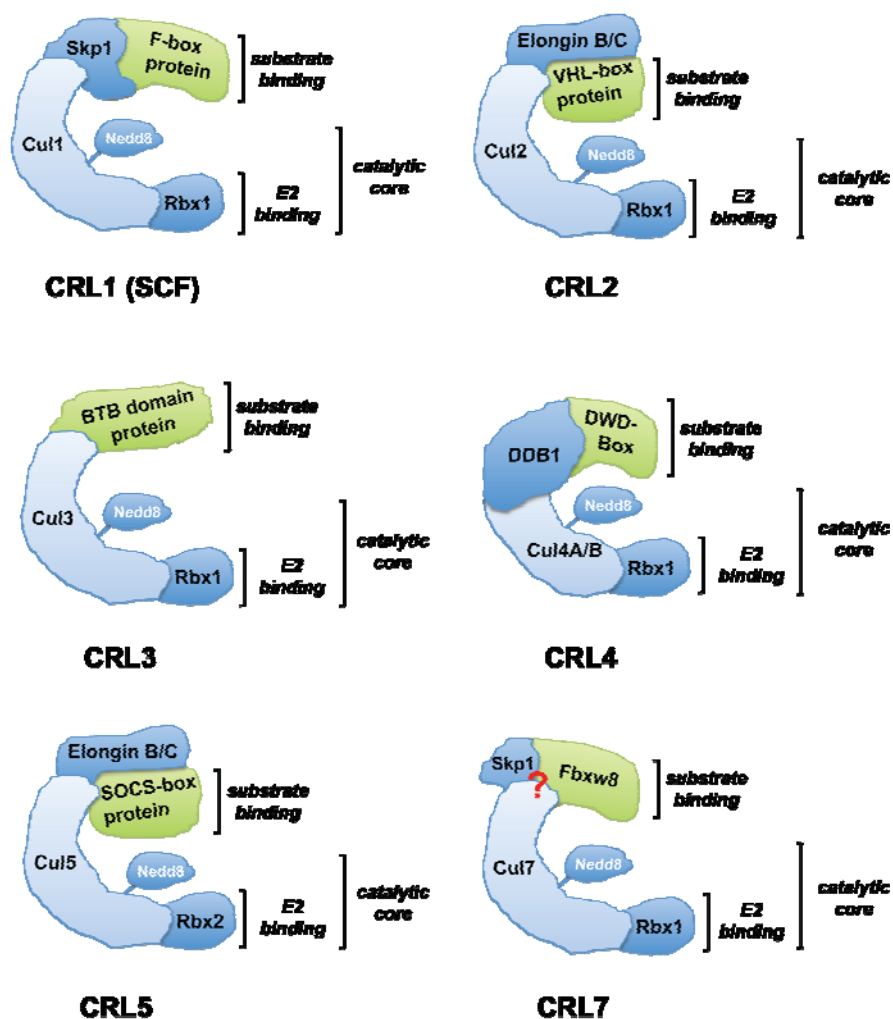 Skp1
F-box
protein
substrate
binding
Cul1
Nedd8
Rbx1
E2
binding
catalytic
core
CRL1 (SCF)
Elongin B/C
VHL-box
protein
substrate
binding
Cul2
Nedd8
Rbx1
E2
binding
catalytic
core
CRL2
BTB domain
protein
substrate
binding
Cul3
Nedd8
Rbx1
E2
binding
catalytic
core
CRL3
DDB1
DWD-
Box
substrate
binding
Nedd8
Cul4A/B
Rbx1
E2
binding
catalytic
core
CRL4
Elongin B/C
SOCS-box
protein
substrate
binding
Cul5
Nedd8
Rbx2
E2
binding
catalytic
core
CRL5
Skp1
?
Fbxw8
substrate
binding
Cul7
Nedd8
Rbx1
E2
binding
catalytic
core
CRL7